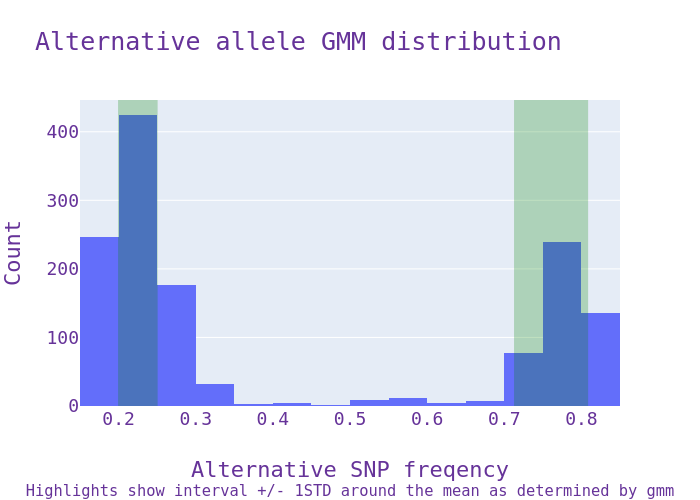 Alternative allele GMM distribution
400
300
200
100
0
Count
0.2 0.3 0.4 0.5 0.6 0.7 0.8
Alternative SNP freqency
Highlights show interval +/- 1STD around the mean as determined by gmm